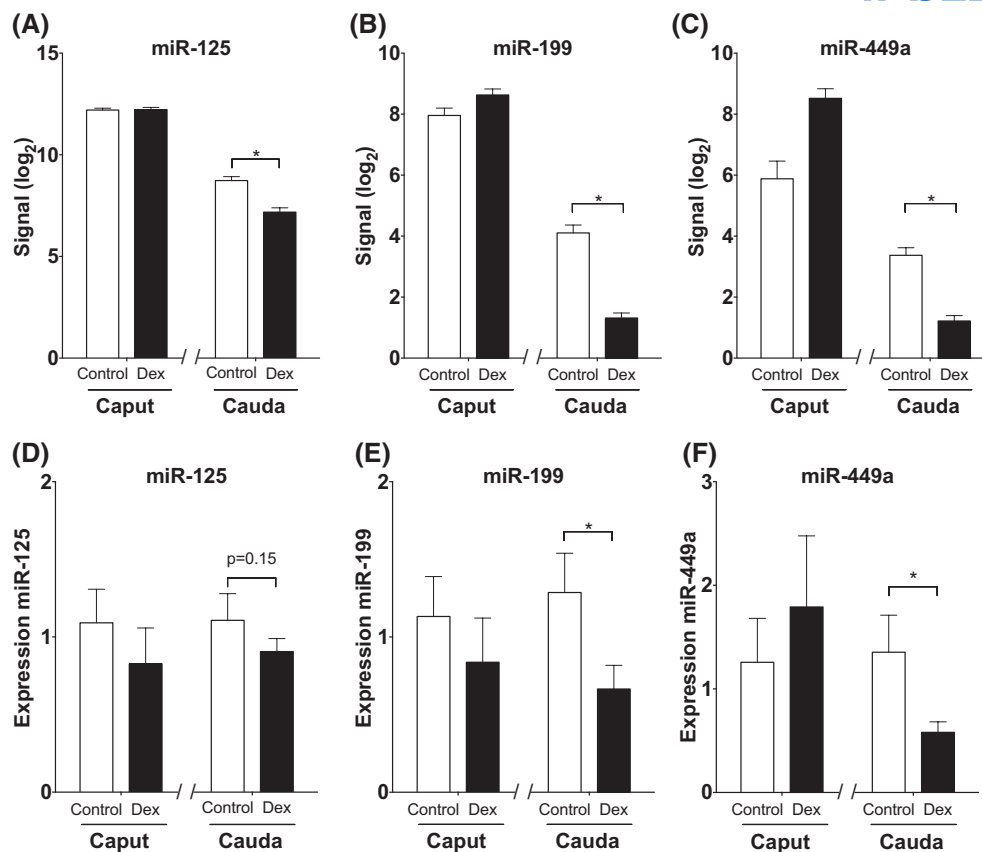 (A)
miR-125
Signal (log2)
15
10
5
0
*
Control Dex
Control Dex
Caput
Cauda
(B)
miR-199
Signal (log2)
10
8
6
4
2
0
*
Control Dex
Control Dex
Caput
Cauda
(C)
miR-449a
Signal (log2)
10
8
6
4
2
0
*
Control Dex
Control Dex
Caput
Cauda
(D)
miR-125
Expression miR-125
2
1
0
p=0.15
Control Dex
Control Dex
Caput
Cauda
(E)
miR-199
Expression miR-199
2
1
0
*
Control Dex
Control Dex
Caput
Cauda
(F)
miR-449a
Expression miR-449a
3
2
1
0
*
Control Dex
Control Dex
Caput
Cauda